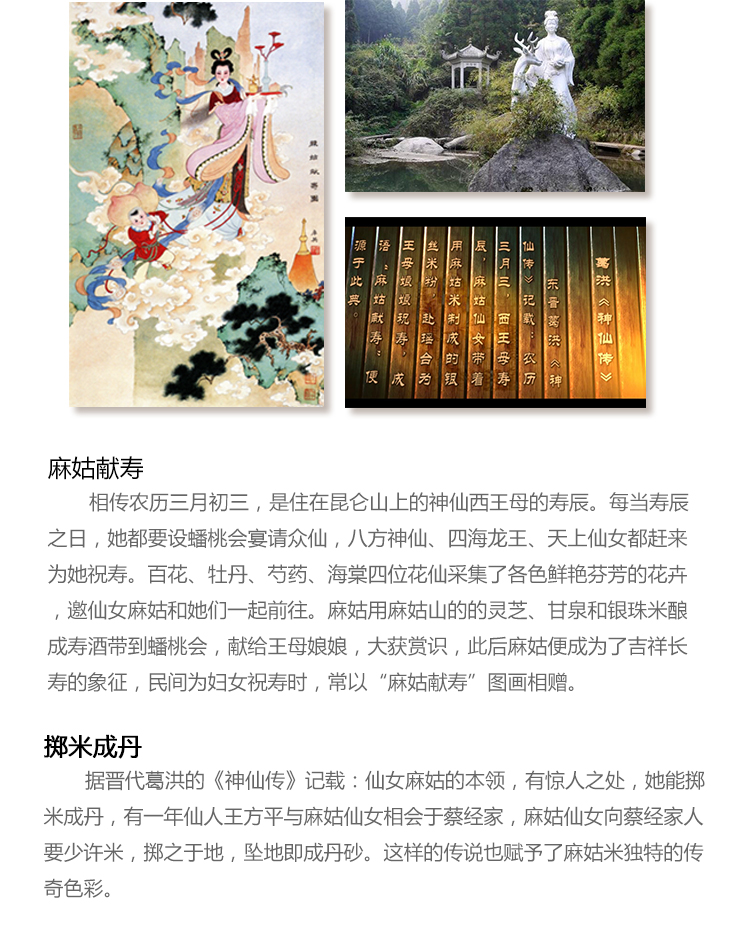 葛洪《神仙传》
东晋葛洪《神
仙传》记载：农历
三月三，西王母寿
辰，麻姑仙女带着
用麻姑米制成的银
丝米粉，赴瑶台为
王母娘娘祝寿，成
语：麻姑献寿：便
源于此典。
麻姑献寿
相传农历三月初三，是住在昆仑山上的神仙西王母的寿辰。每当寿辰
之日，她都要设蟠桃会宴请众仙，八方神仙、四海龙王、天上仙女都赶来
为她祝寿。百花、牡丹、芍药、海棠四位花仙采集了各色鲜艳芬芳的花卉
，邀仙女麻姑和她们一起前往。麻姑用麻姑山的的灵芝、甘泉和银珠米酿
成寿酒带到蟠桃会，献给王母娘娘，大获赏识，此后麻姑便成为了吉祥长
寿的象征，民间为妇女祝寿时，常以“麻姑献寿”图画相赠。
掷米成丹
据晋代葛洪的《神仙传》记载：仙女麻姑的本领，有惊人之处，她能掷
米成丹，有一年仙人王方平与麻姑仙女相会于蔡经家，麻姑仙女向蔡经家人
要少许米，掷之于地，坠地即成丹砂。这样的传说也赋予了麻姑米独特的传
奇色彩。